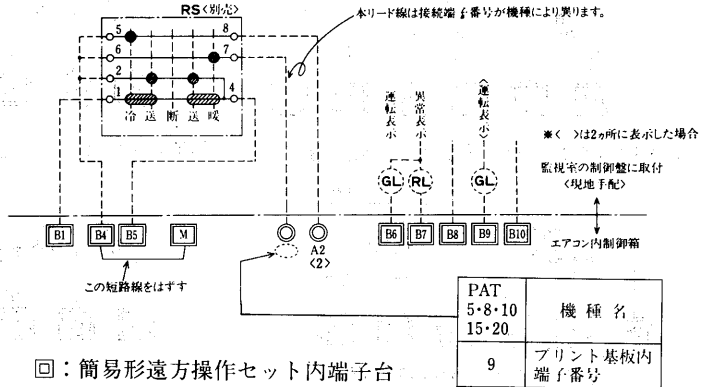 RS〈別売〉
本リード線は接続端子番号が機種により異ります。
5
8
6
7
2
1
4
冷 送 断 送 暖
運転表示
異常表示
〈運転表示〉
※〈 〉は2ヵ所に表示した場合
GL
RL
GL
監視室の制御盤に取付
〈現地手配〉
エアコン内制御箱
B1
B4
B5
M
A2
〈2〉
B6
B7
B8
B9
B10
この短路線をはずす
PAT
5・8・10
15・20
機種名
9
プリント基板内
端子番号
回：簡易形遠方操作セット内端子台